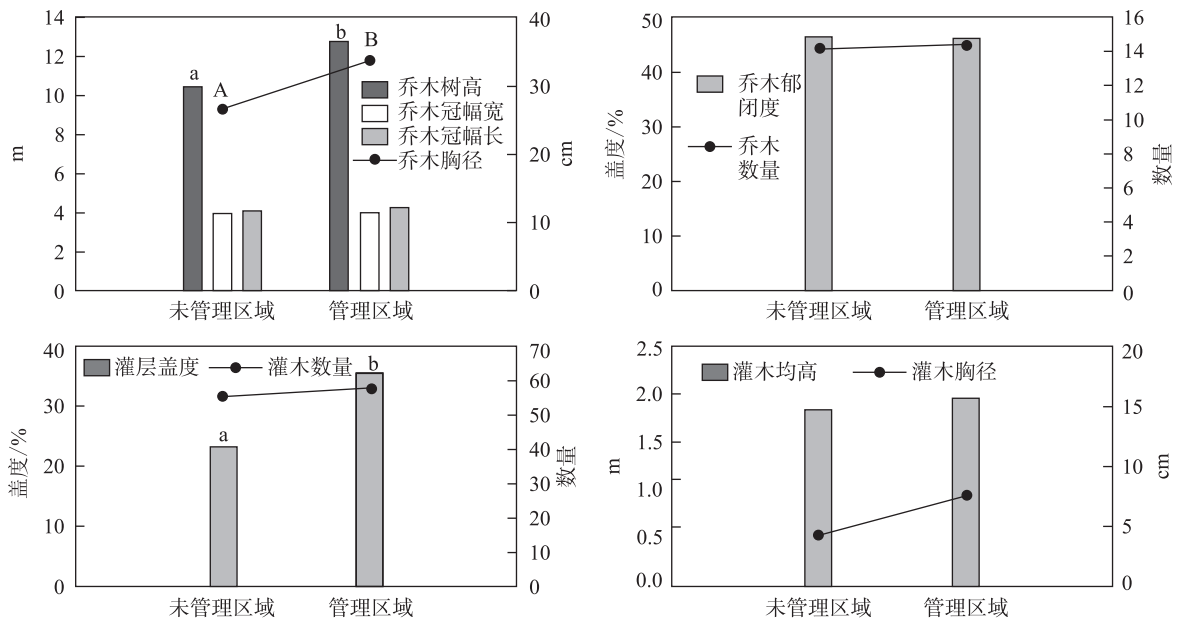 14
12
10
8
6
4
2
0
m
a
A
b
B
乔木树高
乔木冠幅宽
乔木冠幅长
乔木胸径
40
30
20
10
0
cm
未管理区域
管理区域
50
40
30
20
10
0
盖度/%
乔木郁
闭度
乔木
数量
16
14
12
10
8
6
4
2
0
数量
未管理区域
管理区域
40
30
20
10
0
盖度/%
灌层盖度
灌木数量
a
b
70
60
50
40
30
20
10
0
数量
未管理区域
管理区域
2.5
2.0
1.5
1.0
0.5
0.0
m
灌木均高
灌木胸径
20
15
10
5
0
cm
未管理区域
管理区域